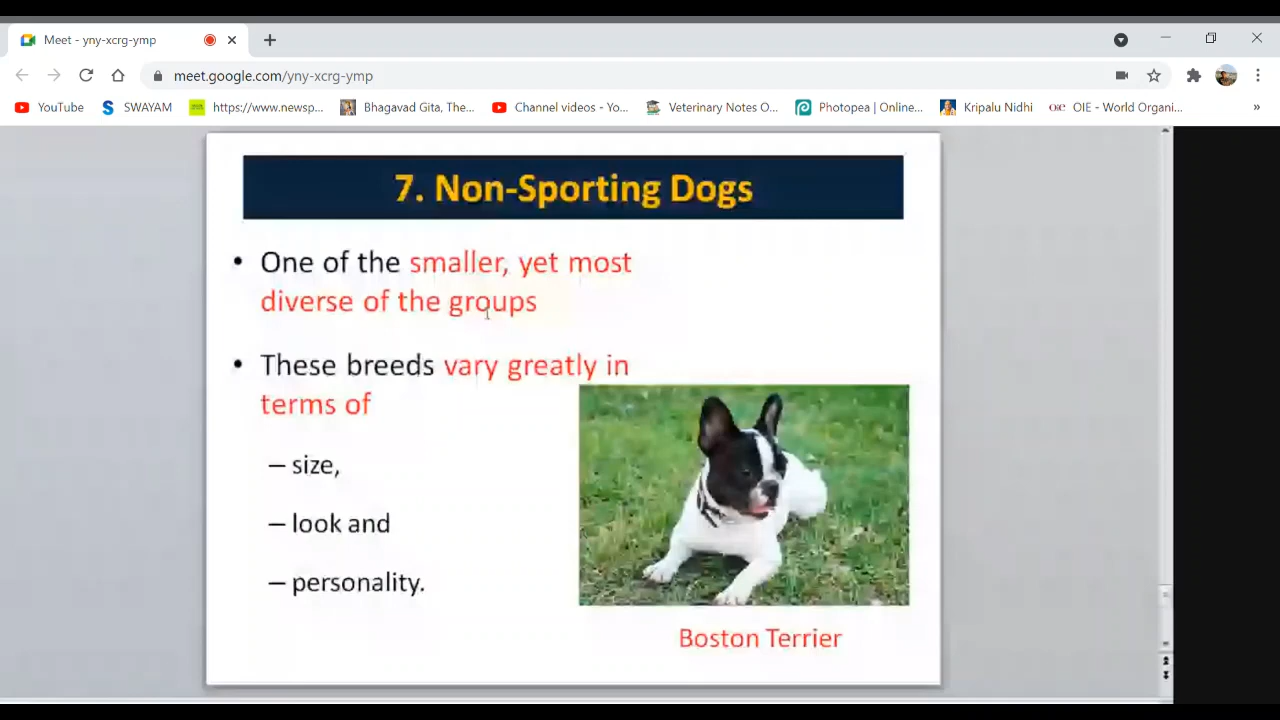 Meet - yny-xcrg-ymp
meet.google.com/yny-xcrg-ymp
YouTube SWAYAM https://www.newsp... Bhagavad Gita, The... Channel videos - Yo... Veterinary Notes O... Photopea | Online... Kripalu Nidhi OIE OIE - World Organi... »
7. Non-Sporting Dogs
• One of the smaller, yet most
diverse of the groups
• These breeds vary greatly in
terms of
– size,
– look and
– personality.
Boston Terrier